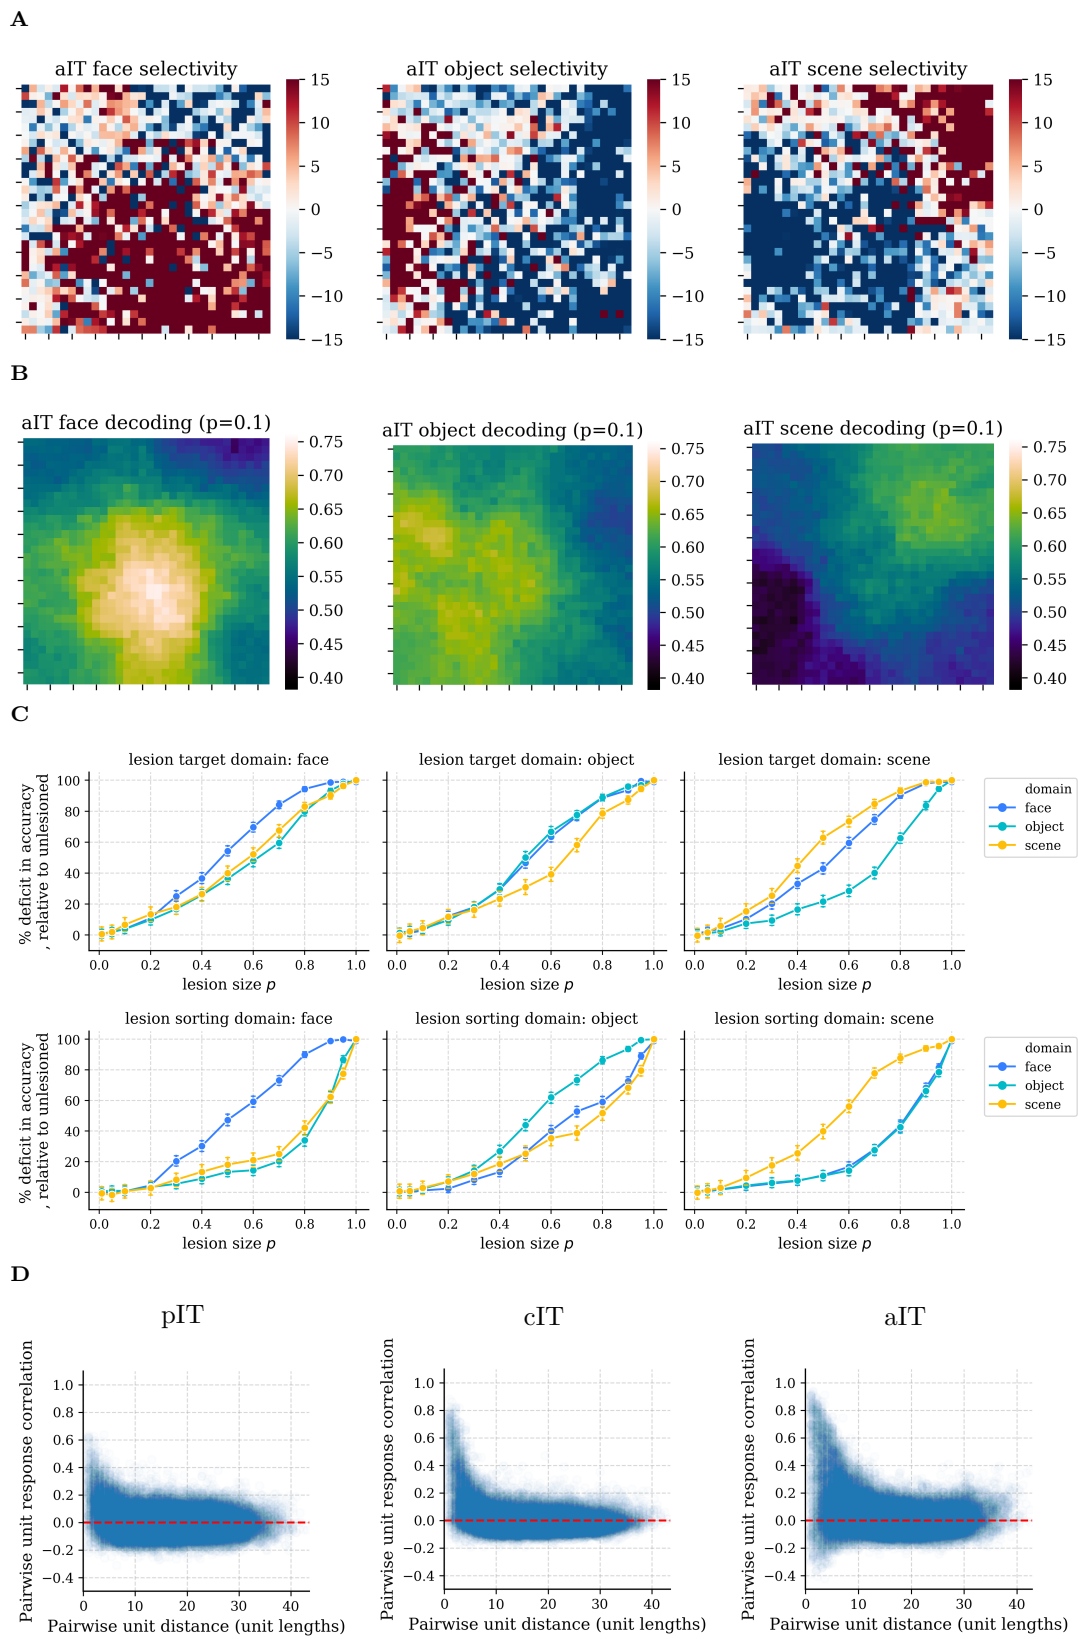 A
aIT face selectivity
aIT object selectivity
aIT scene selectivity
15
10
5
0
−5
−10
−15
15
10
5
0
−5
−10
−15
15
10
5
0
−5
−10
−15
B
aIT face decoding (p=0.1)
aIT object decoding (p=0.1)
aIT scene decoding (p=0.1)
0.75
0.70
0.65
0.60
0.55
0.50
0.45
0.40
0.75
0.70
0.65
0.60
0.55
0.50
0.45
0.40
0.75
0.70
0.65
0.60
0.55
0.50
0.45
0.40
C
lesion target domain: face
lesion target domain: object
lesion target domain: scene
% deficit in accuracy
, relative to unlesioned
100
80
60
40
20
0
0.0 0.2 0.4 0.6 0.8 1.0
0.0 0.2 0.4 0.6 0.8 1.0
0.0 0.2 0.4 0.6 0.8 1.0
lesion size p
lesion size p
lesion size p
domain
face
object
scene
lesion sorting domain: face
lesion sorting domain: object
lesion sorting domain: scene
% deficit in accuracy
, relative to unlesioned
100
80
60
40
20
0
0.0 0.2 0.4 0.6 0.8 1.0
0.0 0.2 0.4 0.6 0.8 1.0
0.0 0.2 0.4 0.6 0.8 1.0
lesion size p
lesion size p
lesion size p
domain
face
object
scene
D
pIT
cIT
aIT
Pairwise unit response correlation
1.0
0.8
0.6
0.4
0.2
0.0
−0.2
−0.4
0 10 20 30 40
Pairwise unit distance (unit lengths)
Pairwise unit response correlation
1.0
0.8
0.6
0.4
0.2
0.0
−0.2
−0.4
0 10 20 30 40
Pairwise unit distance (unit lengths)
Pairwise unit response correlation
1.0
0.8
0.6
0.4
0.2
0.0
−0.2
−0.4
0 10 20 30 40
Pairwise unit distance (unit lengths)